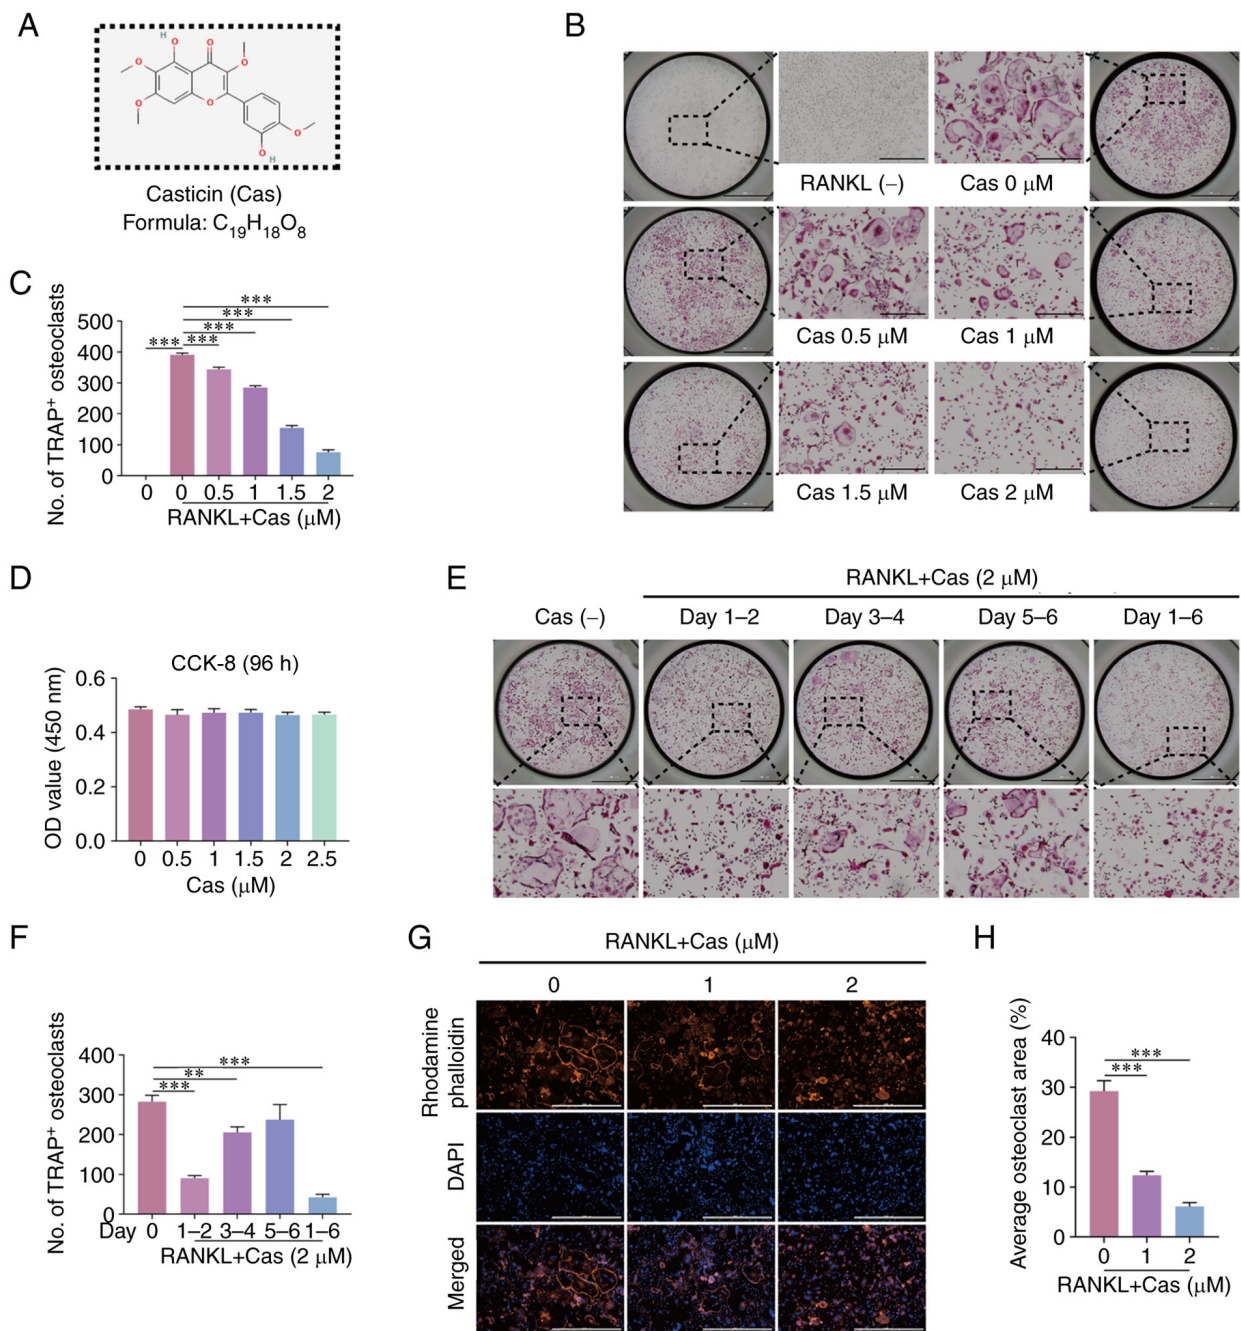 A
H
O
O
O
O
O
O
O
O
H
Casticin (Cas)
Formula: C19H18O8
B
RANKL (−)
Cas 0 μM
Cas 0.5 μM
Cas 1 μM
Cas 1.5 μM
Cas 2 μM
C
No. of TRAP+ osteoclasts
500
400
300
200
100
0
***
***
***
***
***
0 0 0.5 1 1.5 2
RANKL+Cas (μM)
D
CCK-8 (96 h)
OD value (450 nm)
0.6
0.4
0.2
0.0
0 0.5 1 1.5 2 2.5
Cas (μM)
E
RANKL+Cas (2 μM)
Cas (−) Day 1–2 Day 3–4 Day 5–6 Day 1–6
F
No. of TRAP+ osteoclasts
400
300
200
100
0
***
**
***
Day 0 1–2 3–4 5–6 1–6
RANKL+Cas (2 μM)
G
RANKL+Cas (μM)
0 1 2
Rhodamine
phalloidin
DAPI
Merged
H
Average osteoclast area (%)
40
30
20
10
0
***
***
0 1 2
RANKL+Cas (μM)